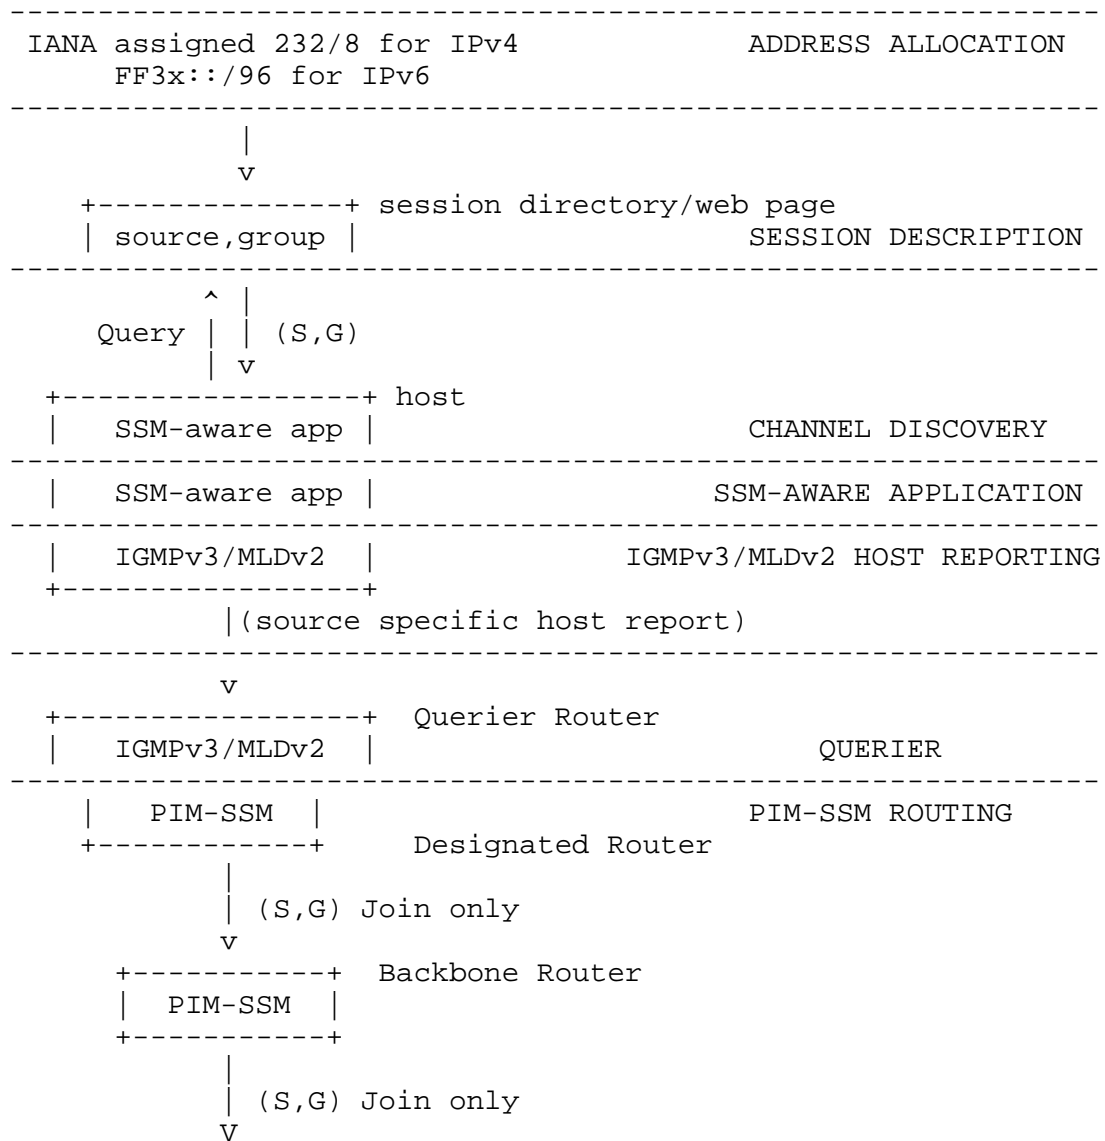 -----------------------------------------------------------------
IANA assigned 232/8 for IPv4 ADDRESS ALLOCATION
FF3x::/96 for IPv6
-----------------------------------------------------------------
|
v
+--------------+ session directory/web page
| source,group | SESSION DESCRIPTION
-----------------------------------------------------------------
^ |
Query | | (S,G)
| v
+-----------------+ host
| SSM-aware app | CHANNEL DISCOVERY
-----------------------------------------------------------------
| SSM-aware app | SSM-AWARE APPLICATION
-----------------------------------------------------------------
| IGMPv3/MLDv2 | IGMPv3/MLDv2 HOST REPORTING
+-----------------+
|(source specific host report)
-----------------------------------------------------------------
v
+-----------------+ Querier Router
| IGMPv3/MLDv2 | QUERIER
-----------------------------------------------------------------
| PIM-SSM | PIM-SSM ROUTING
+------------+ Designated Router
|
| (S,G) Join only
v
+-----------+ Backbone Router
| PIM-SSM |
+-----------+
|
| (S,G) Join only
V